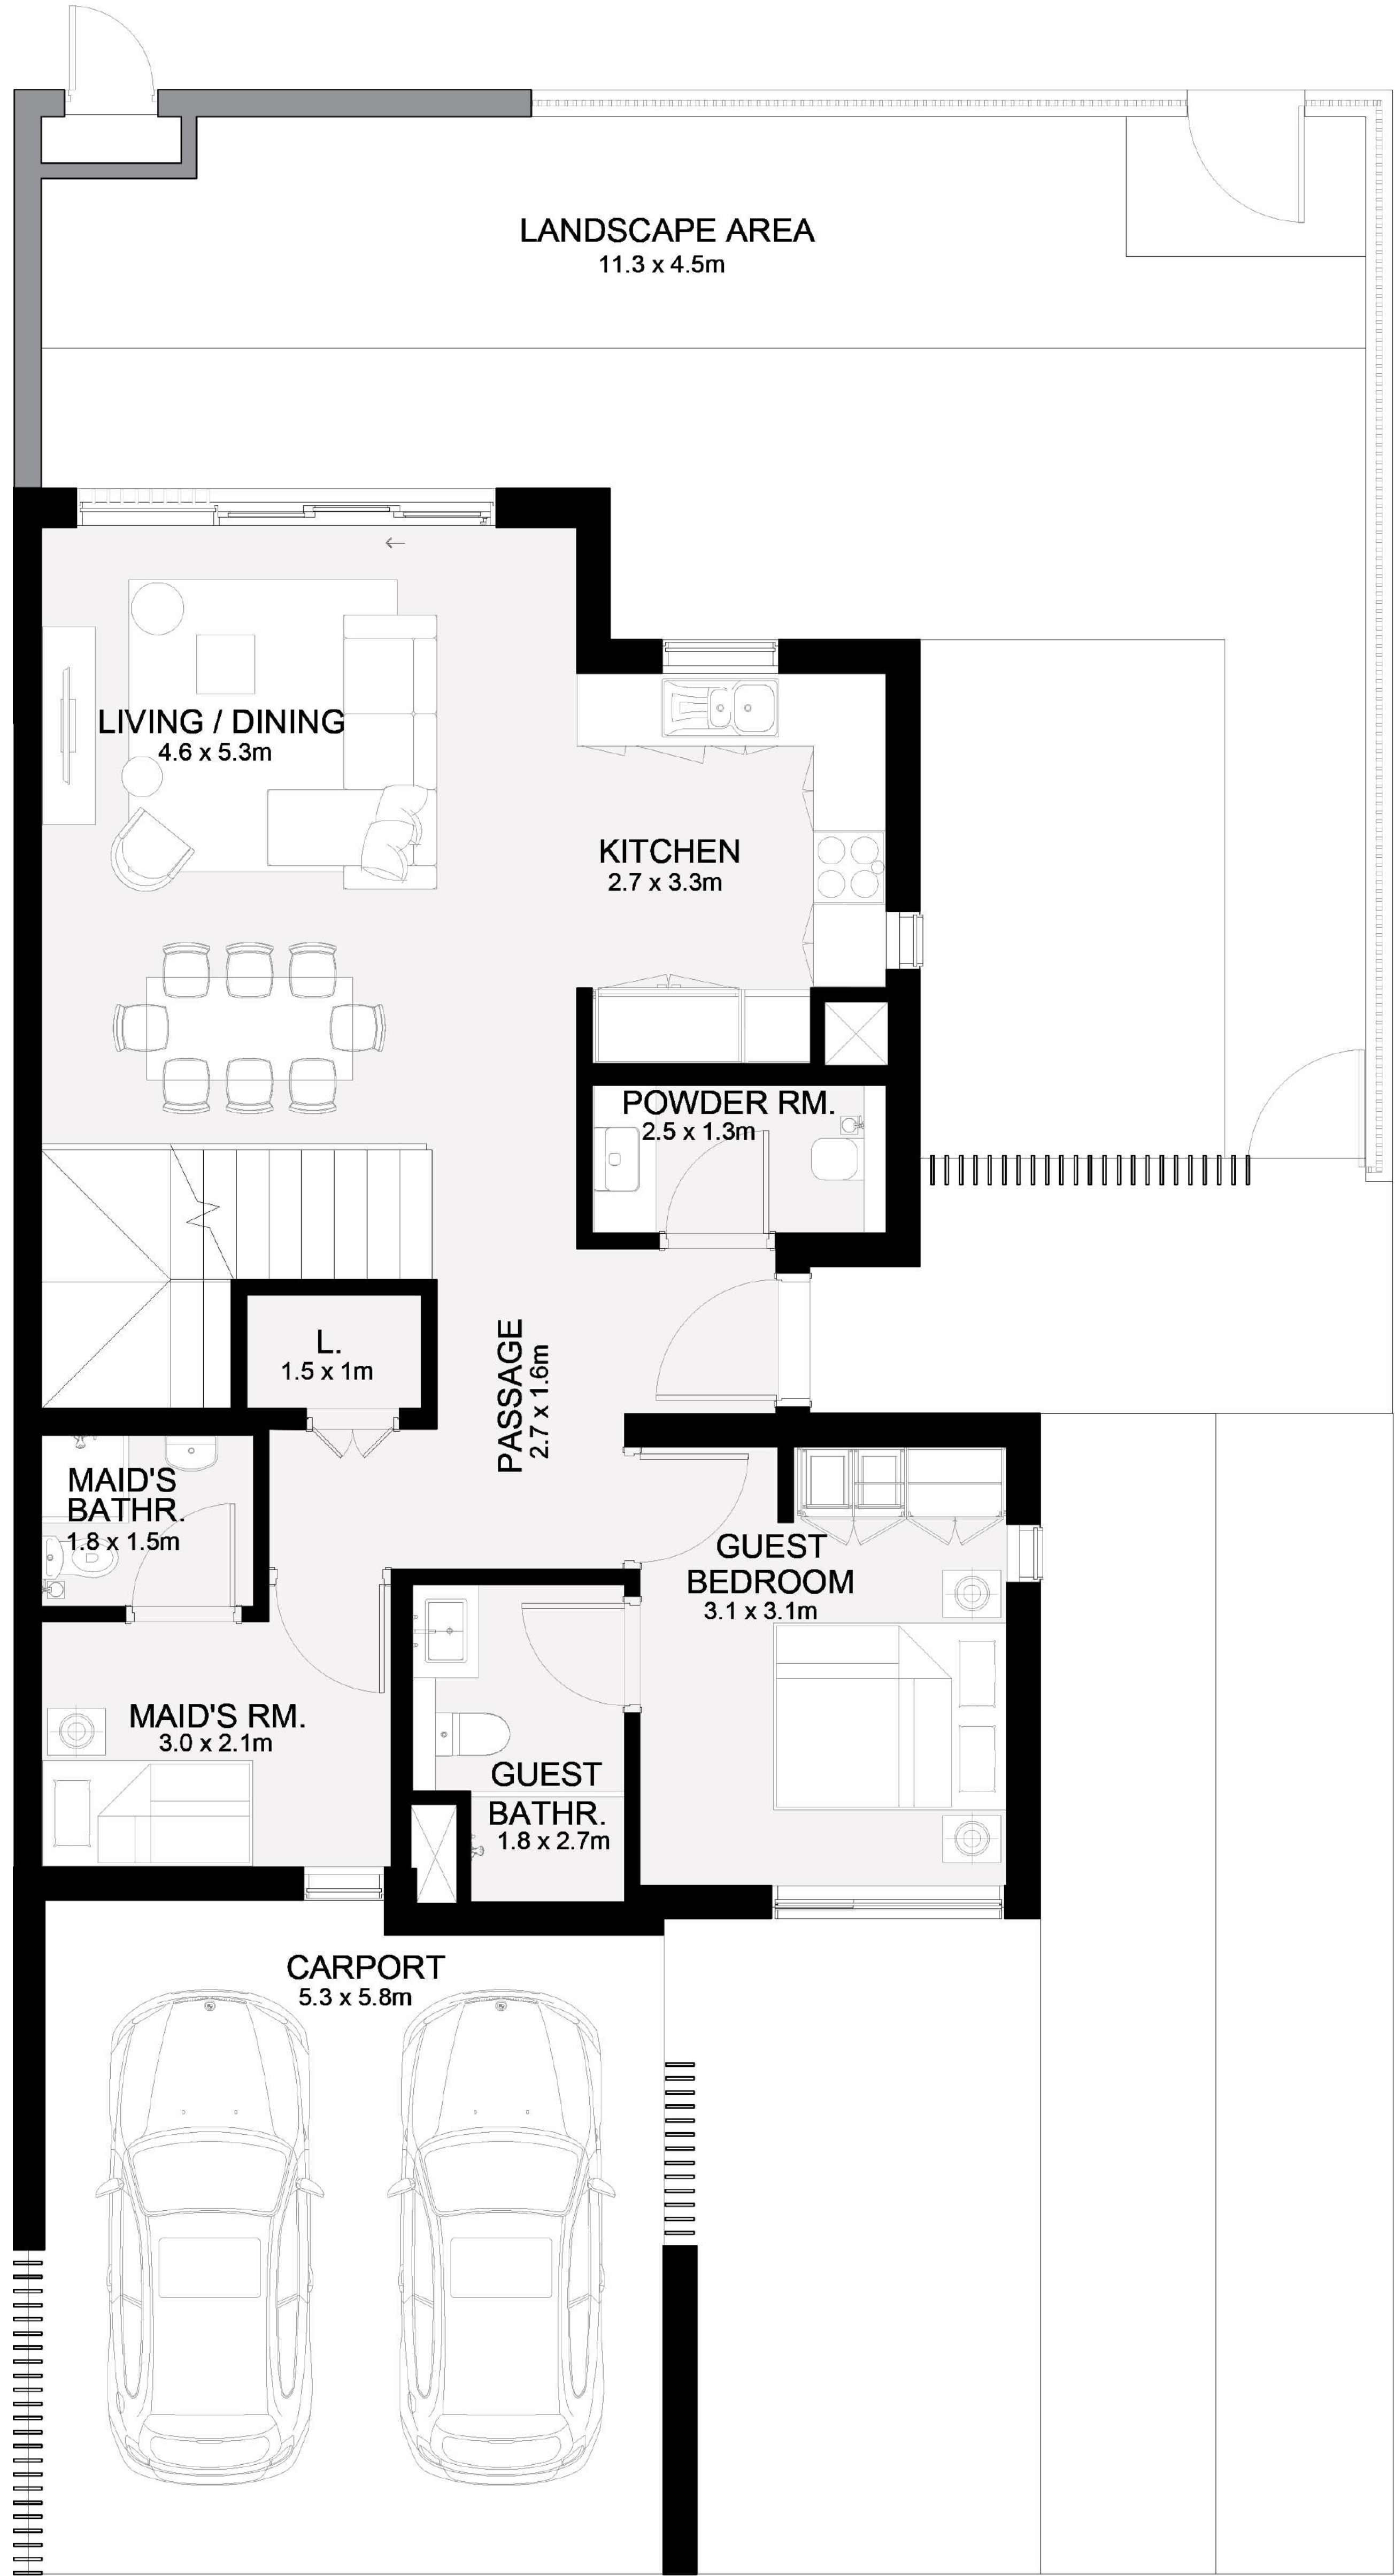 LANDSCAPE AREA
11.3 x 4.5m
LIVING / DINING
4.6 x 5.3m
KITCHEN
2.7 x 3.3m
POWDER RM.
2.5 x 1.3m
L.
1.5 x 1m
PASSAGE
2.7 x 1.6m
MAID'S
BATHR.
1.8 x 1.5m
GUEST
BEDROOM
3.1 x 3.1m
MAID'S RM.
3.0 x 2.1m
GUEST
BATHR.
1.8 x 2.7m
CARPORT
5.3 x 5.8m